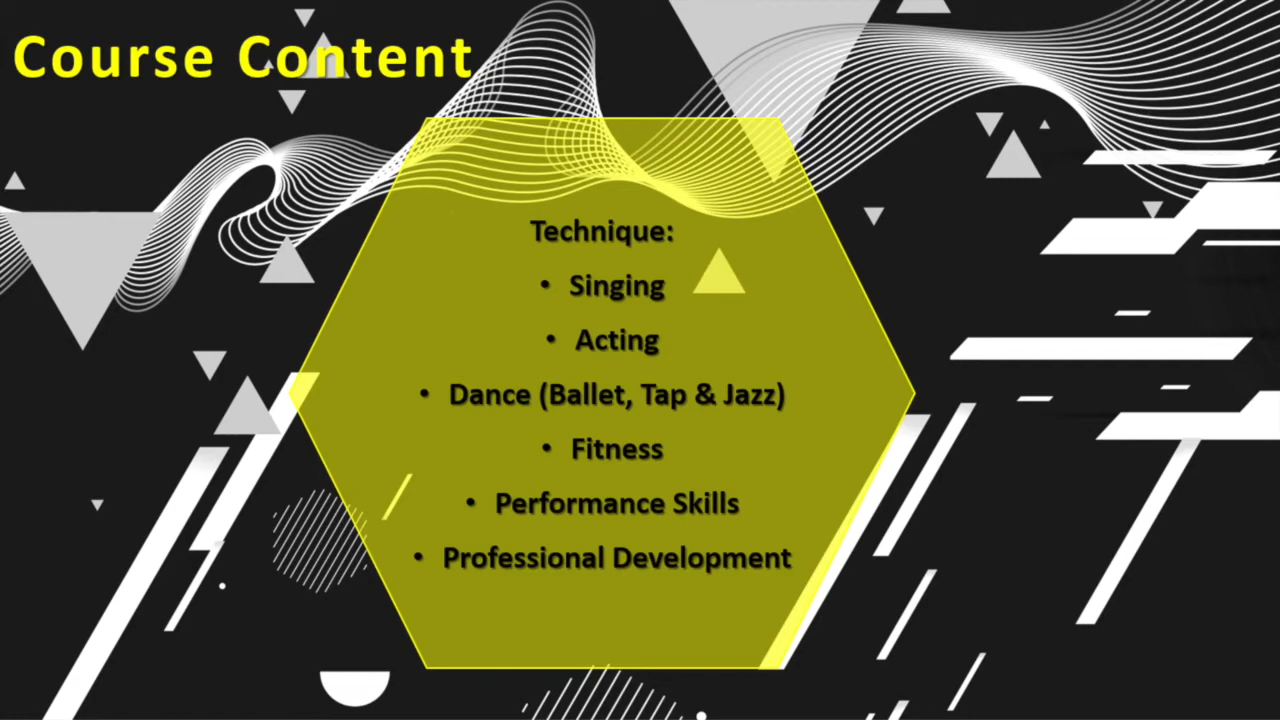 Course Content
Technique:
• Singing
• Acting
• Dance (Ballet, Tap & Jazz)
• Fitness
• Performance Skills
• Professional Development